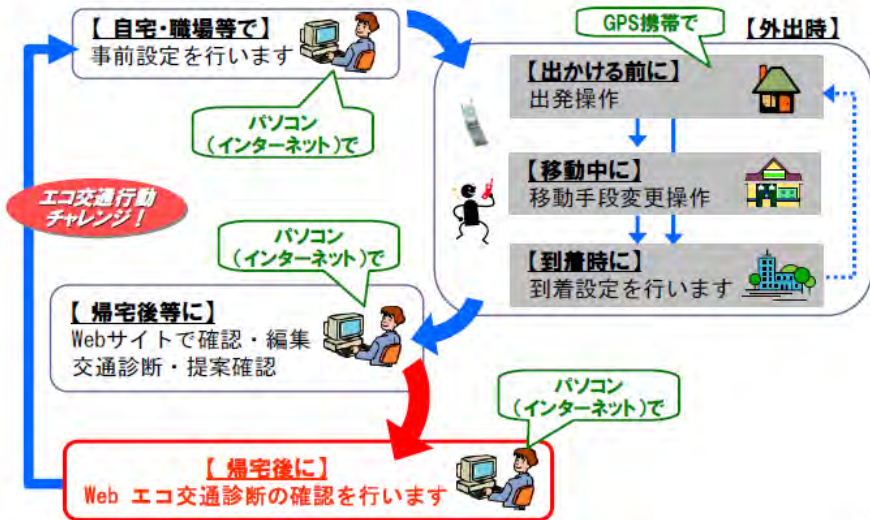 【 自宅・職場等で】
事前設定を行います
パソコン
(インターネット)で
GPS携帯で
【外出時】
【出かける前に】
出発操作
【移動中に】
移動手段変更操作
【到着時に】
到着設定を行います
エコ交通行動
チャレンジ！
パソコン
(インターネット)で
【 帰宅後等に】
Webサイトで確認・編集
交通診断・提案確認
パソコン
(インターネット)で
【 帰宅後に】
Web エコ交通診断の確認を行います